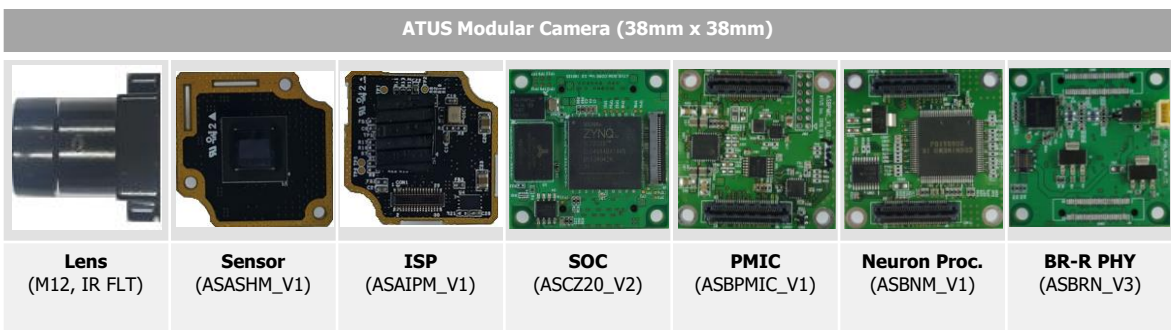 ATUS Modular Camera (38mm x 38mm)
ZYNQ
CON1
Lens
(M12, IR FLT)
Sensor
(ASASHM_V1)
ISP
(ASAIPM_V1)
SOC
(ASCZ20_V2)
PMIC
(ASBPMIC_V1)
Neuron Proc.
(ASBNM_V1)
BR-R PHY
(ASBRN_V3)